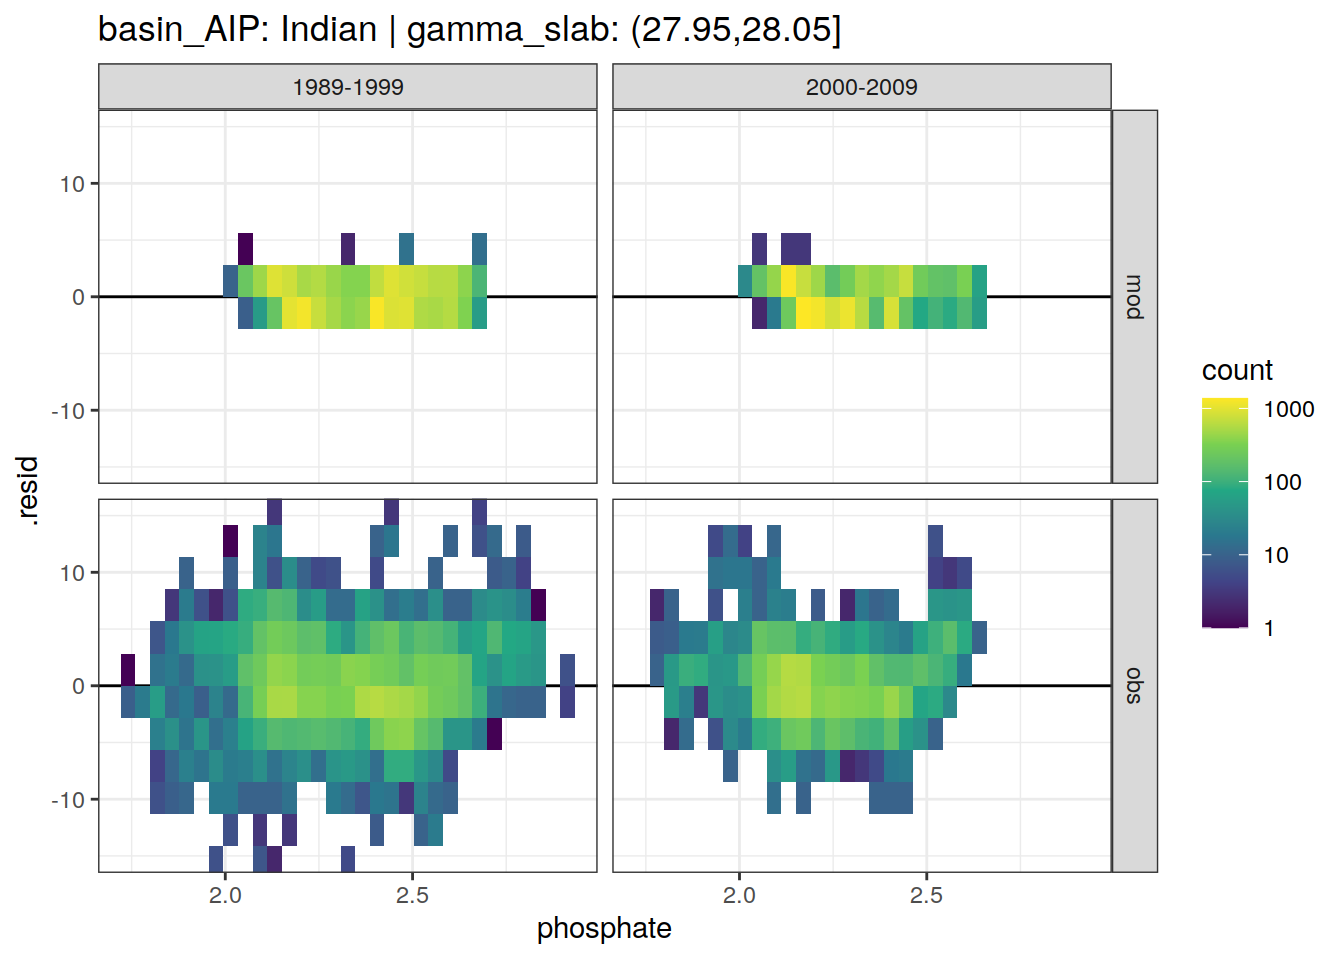 basin_AIP: Indian | gamma_slab: (27.95,28.05]
1989-1999
2000-2009
10
0
-10
mod
10
0
-10
obs
.resid
2.0
2.5
2.0
2.5
phosphate
count
1000
100
10
1